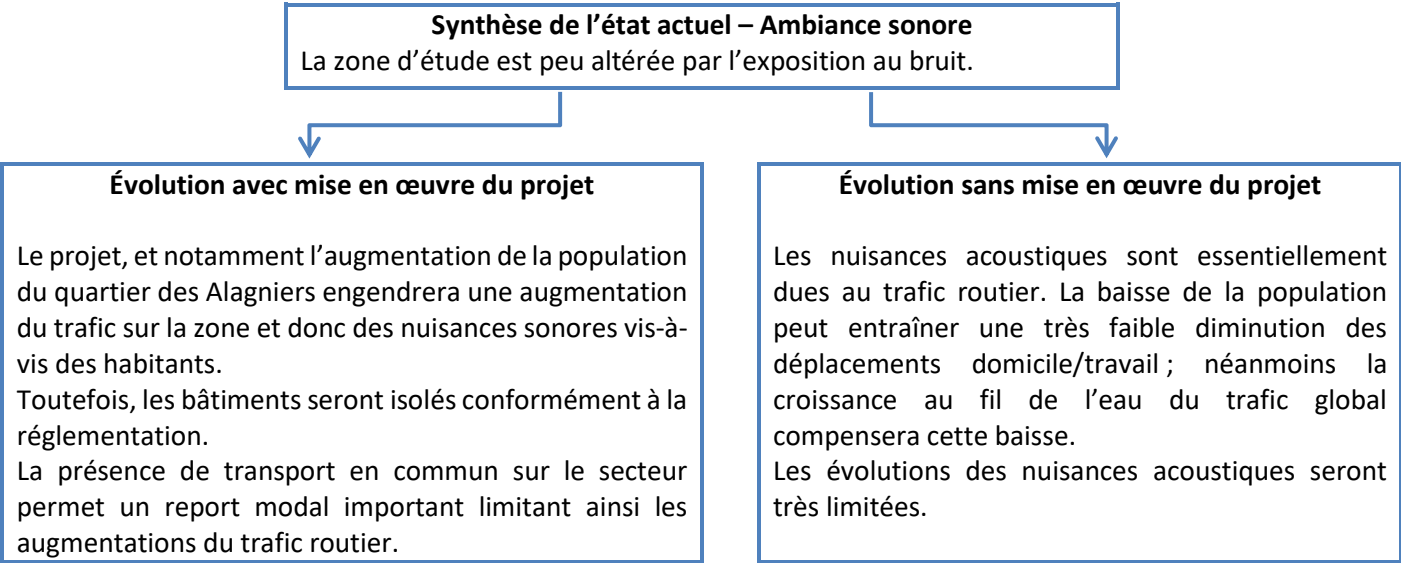 Synthèse de l’état actuel – Ambiance sonore
La zone d’étude est peu altérée par l’exposition au bruit.
Évolution avec mise en œuvre du projet
Le projet, et notamment l’augmentation de la population
du quartier des Alagniers engendrera une augmentation
du trafic sur la zone et donc des nuisances sonores vis-à-
vis des habitants.
Toutefois, les bâtiments seront isolés conformément à la
réglementation.
La présence de transport en commun sur le secteur
permet un report modal important limitant ainsi les
augmentations du trafic routier.
Évolution sans mise en œuvre du projet
Les nuisances acoustiques sont essentiellement
dues au trafic routier. La baisse de la population
peut entraîner une très faible diminution des
déplacements domicile/travail ; néanmoins la
croissance au fil de l’eau du trafic global
compensera cette baisse.
Les évolutions des nuisances acoustiques seront
très limitées.